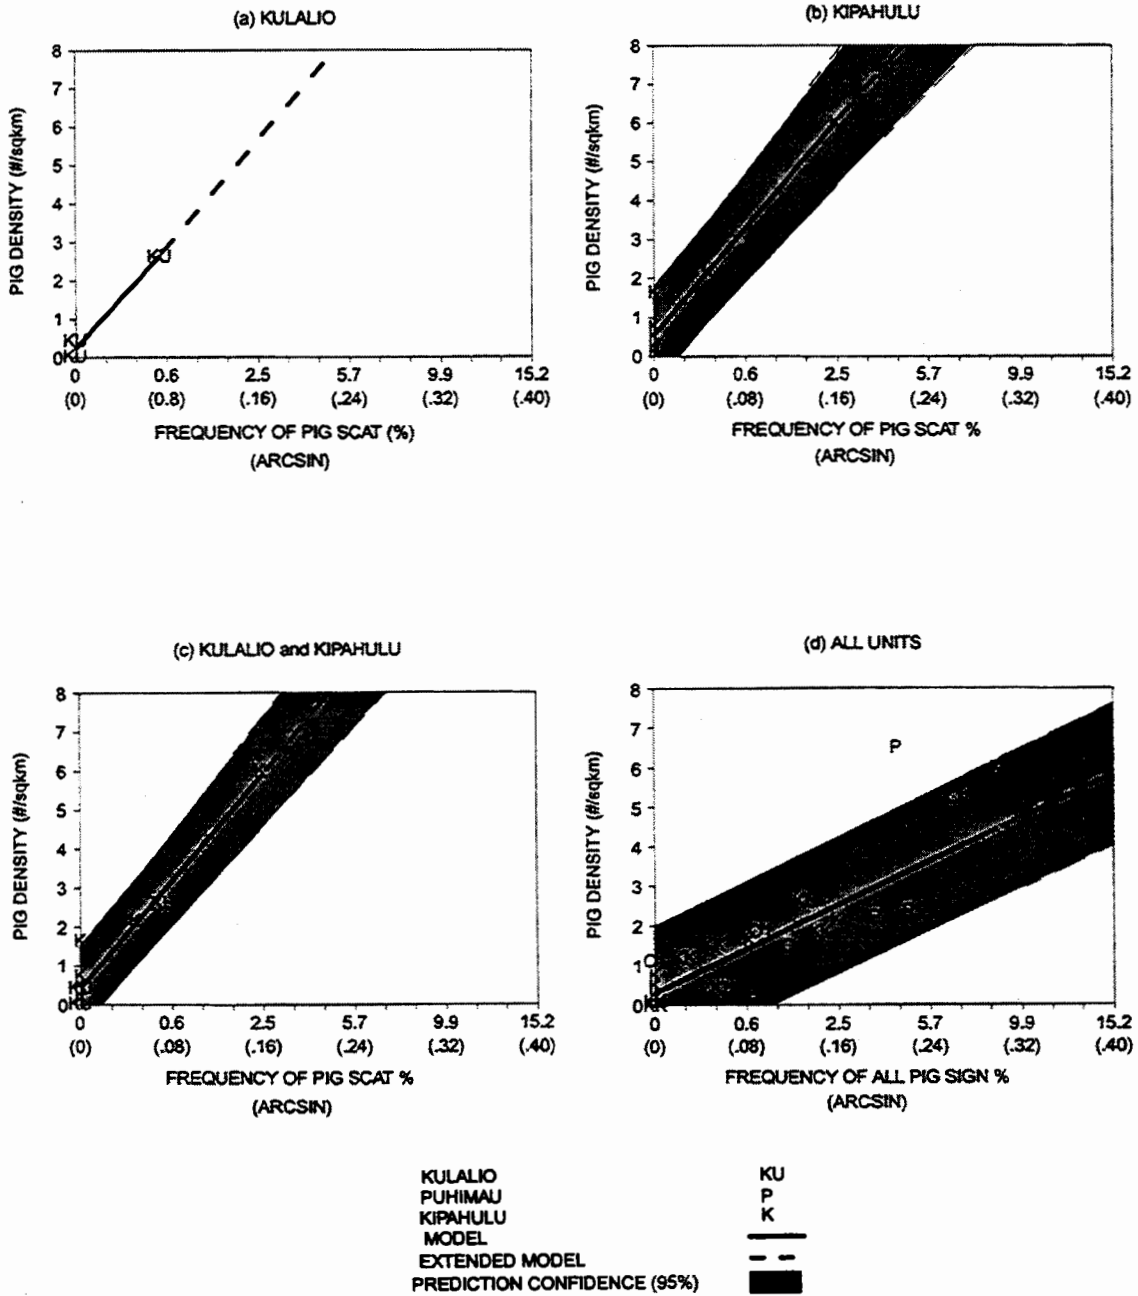 (a) KULALIO
PIG DENSITY (#/sqkm)
8
7
6
5
4
3
2
1
0
KU
KU
0 0.6 2.5 5.7 9.9 15.2
(0) (0.8) (.16) (.24) (.32) (.40)
FREQUENCY OF PIG SCAT (%)
(ARCSIN)
(b) KIPAHULU
PIG DENSITY (#/sqkm)
8
7
6
5
4
3
2
1
0
0 0.6 2.5 5.7 9.9 15.2
(0) (.08) (.16) (.24) (.32) (.40)
FREQUENCY OF PIG SCAT %
(ARCSIN)
(c) KULALIO and KIPAHULU
PIG DENSITY (#/sqkm)
8
7
6
5
4
3
2
1
0
K
0 0.6 2.5 5.7 9.9 15.2
(0) (.08) (.16) (.24) (.32) (.40)
FREQUENCY OF PIG SCAT %
(ARCSIN)
(d) ALL UNITS
PIG DENSITY (#/sqkm)
8
7
6
5
4
3
2
1
0
P
0 0.6 2.5 5.7 9.9 15.2
(0) (.08) (.16) (.24) (.32) (.40)
FREQUENCY OF ALL PIG SIGN %
(ARCSIN)
KULALIO KU
PUHIMAU P
KIPAHULU K
MODEL
EXTENDED MODEL
PREDICTION CONFIDENCE (95%)